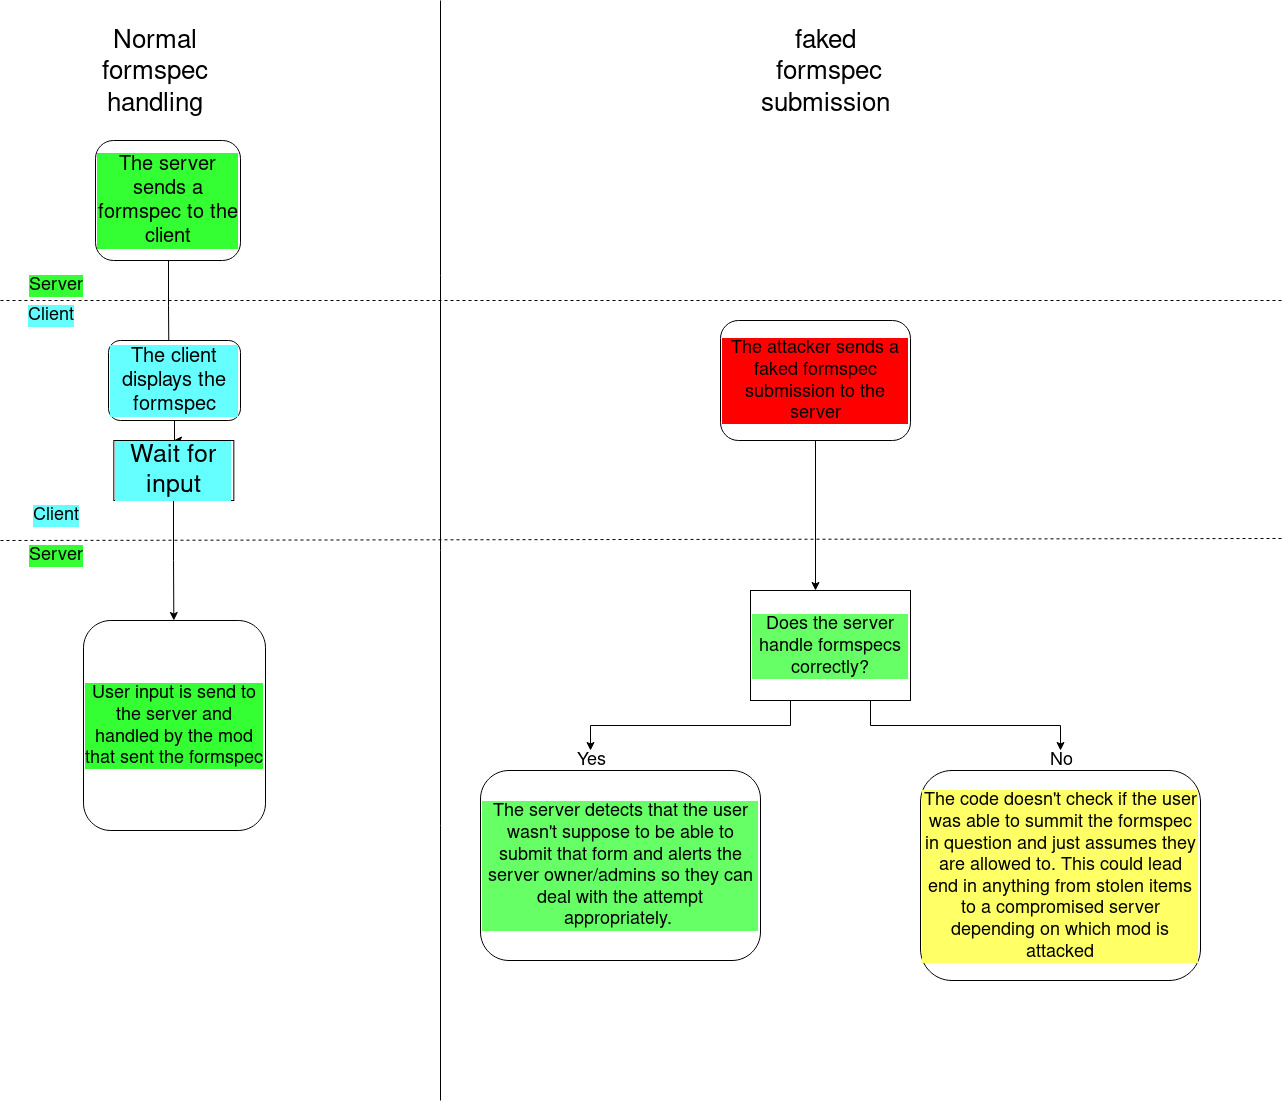 Normal
formspec
handling
The server
sends a
formspec to the
client
Server
Client
The client
displays the
formspec
Wait for
input
Client
Server
User input is send to
the server and
handled by the mod
that sent the formspec
faked
formspec
submission
The attacker sends a
faked formspec
submission to the
server
Does the server
handle formspecs
correctly?
Yes
The server detects that the user
wasn't suppose to be able to
submit that form and alerts the
server owner/admins so they can
deal with the attempt
appropriately.
No
The code doesn't check if the user
was able to summit the formspec
in question and just assumes they
are allowed to. This could lead
end in anything from stolen items
to a compromised server
depending on which mod is
attacked